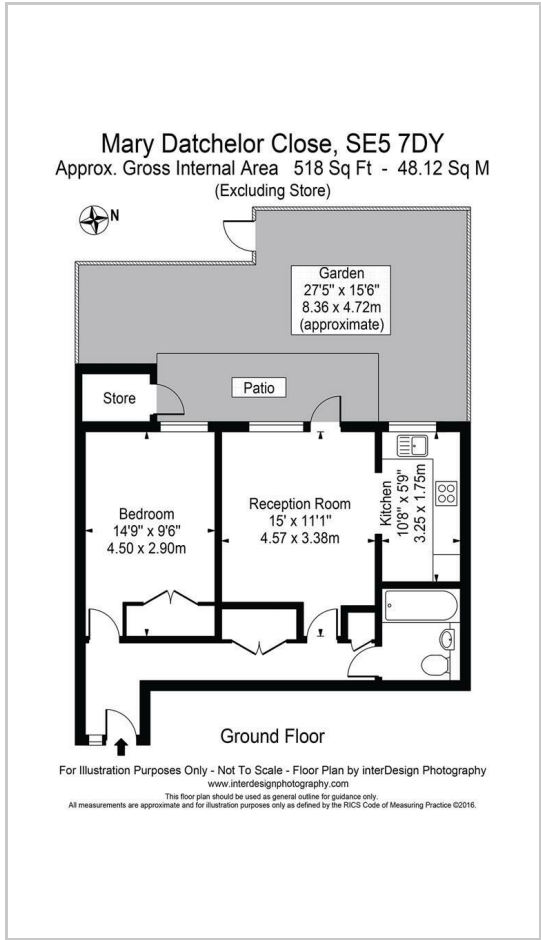 Mary Datchelor Close, SE5 7DY
Approx. Gross Internal Area 518 Sq Ft - 48.12 Sq M
(Excluding Store)
N
Garden
27'5" x 15'6"
8.36 x 4.72m
(approximate)
Store
Patio
Bedroom
14'9" x 9'6"
4.50 x 2.90m
Reception Room
15' x 11'1"
4.57 x 3.38m
Kitchen
10'8" x 5'9"
3.25 x 1.75m
Ground Floor
For Illustration Purposes Only - Not To Scale - Floor Plan by interDesign Photography
www.interdesignphotography.com
This floor plan should be used as general outline for guidance only.
All measurements are approximate and for illustration purposes only as defined by the RICS Code of Measuring Practice ©2016.